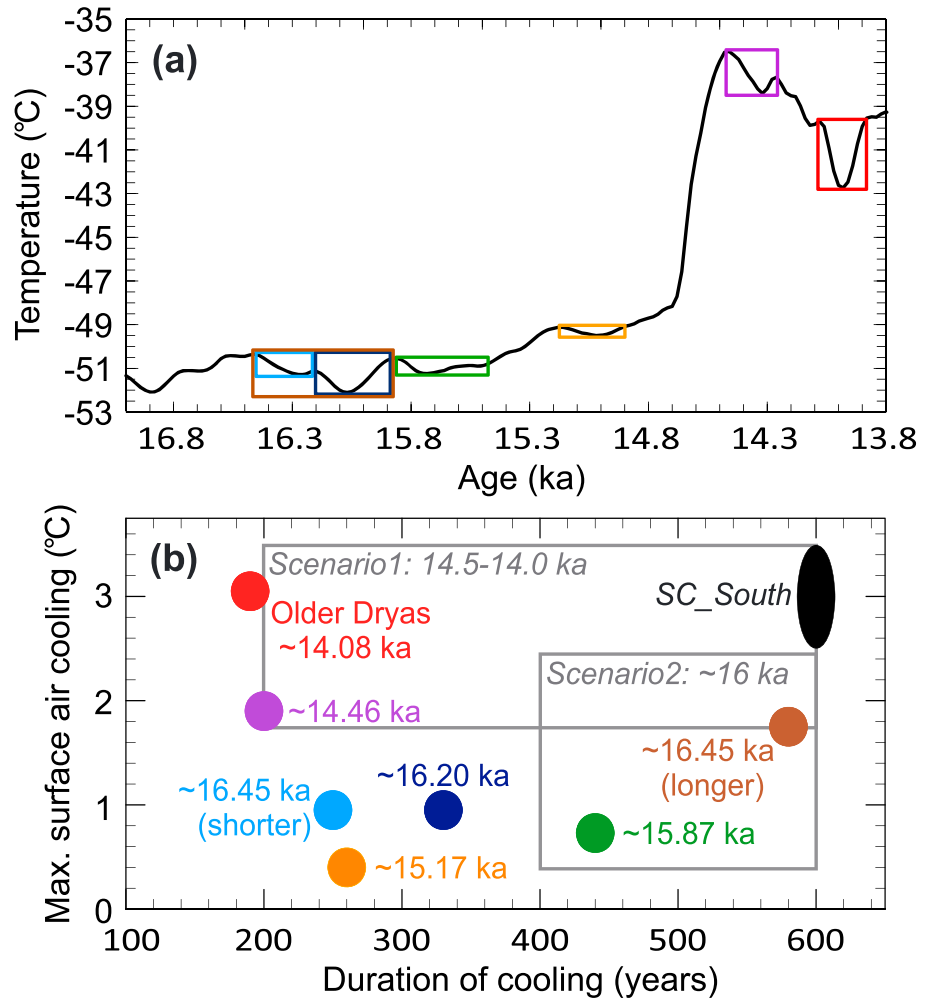 (a)
Temperature (°C)
-35
-37
-39
-41
-43
-45
-47
-49
-51
-53
16.8 16.3 15.8 15.3 14.8 14.3 13.8
Age (ka)
(b)
Max. surface air cooling (°C)
3
2
1
0
Scenario1: 14.5-14.0 ka
SC_South
Older Dryas
~14.08 ka
Scenario2: ~16 ka
~14.46 ka
~16.45 ka
(longer)
~16.20 ka
~16.45 ka
(shorter)
~15.87 ka
~15.17 ka
100 200 300 400 500 600
Duration of cooling (years)